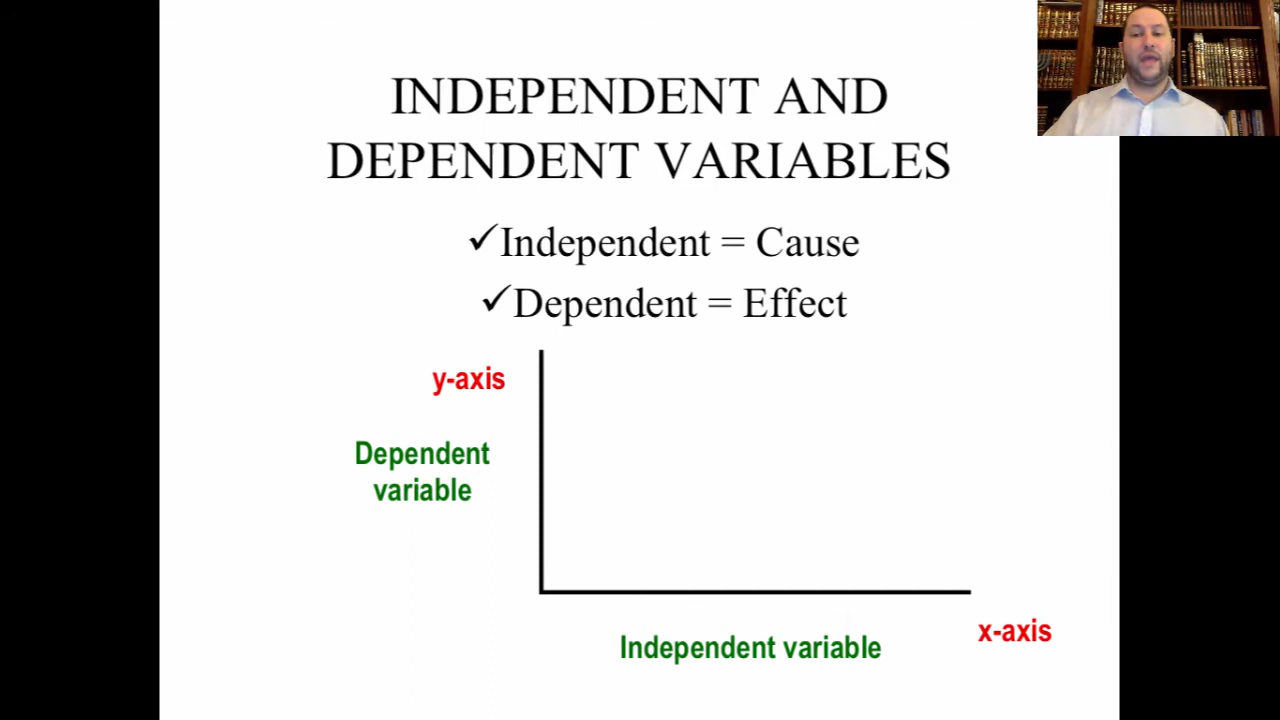 INDEPENDENT AND
DEPENDENT VARIABLES
✓Independent = Cause
✓Dependent = Effect
y-axis
Dependent
variable
x-axis
Independent variable